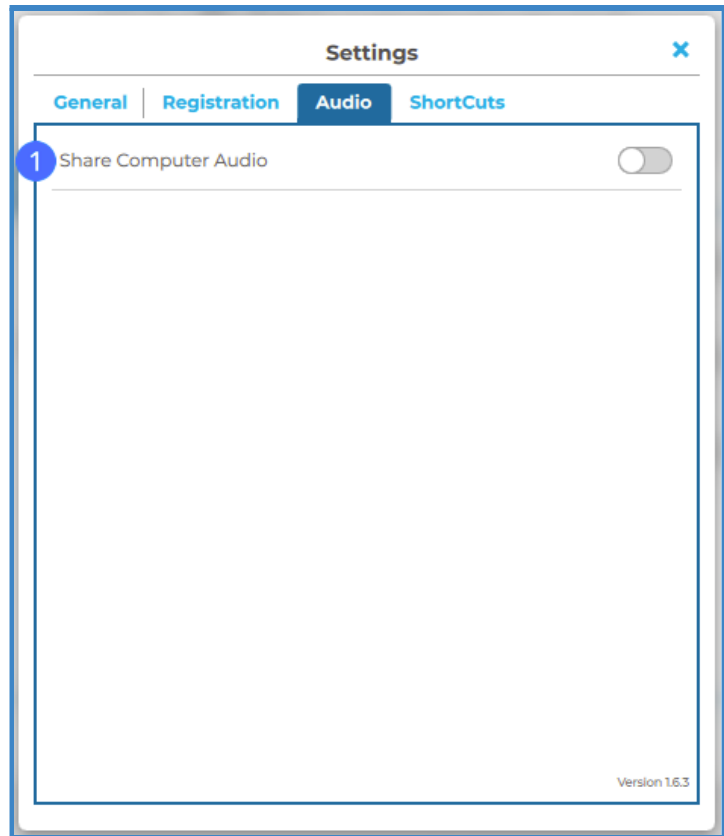 Settings
General Registration Audio ShortCuts
1 Share Computer Audio
Version 1.6.3